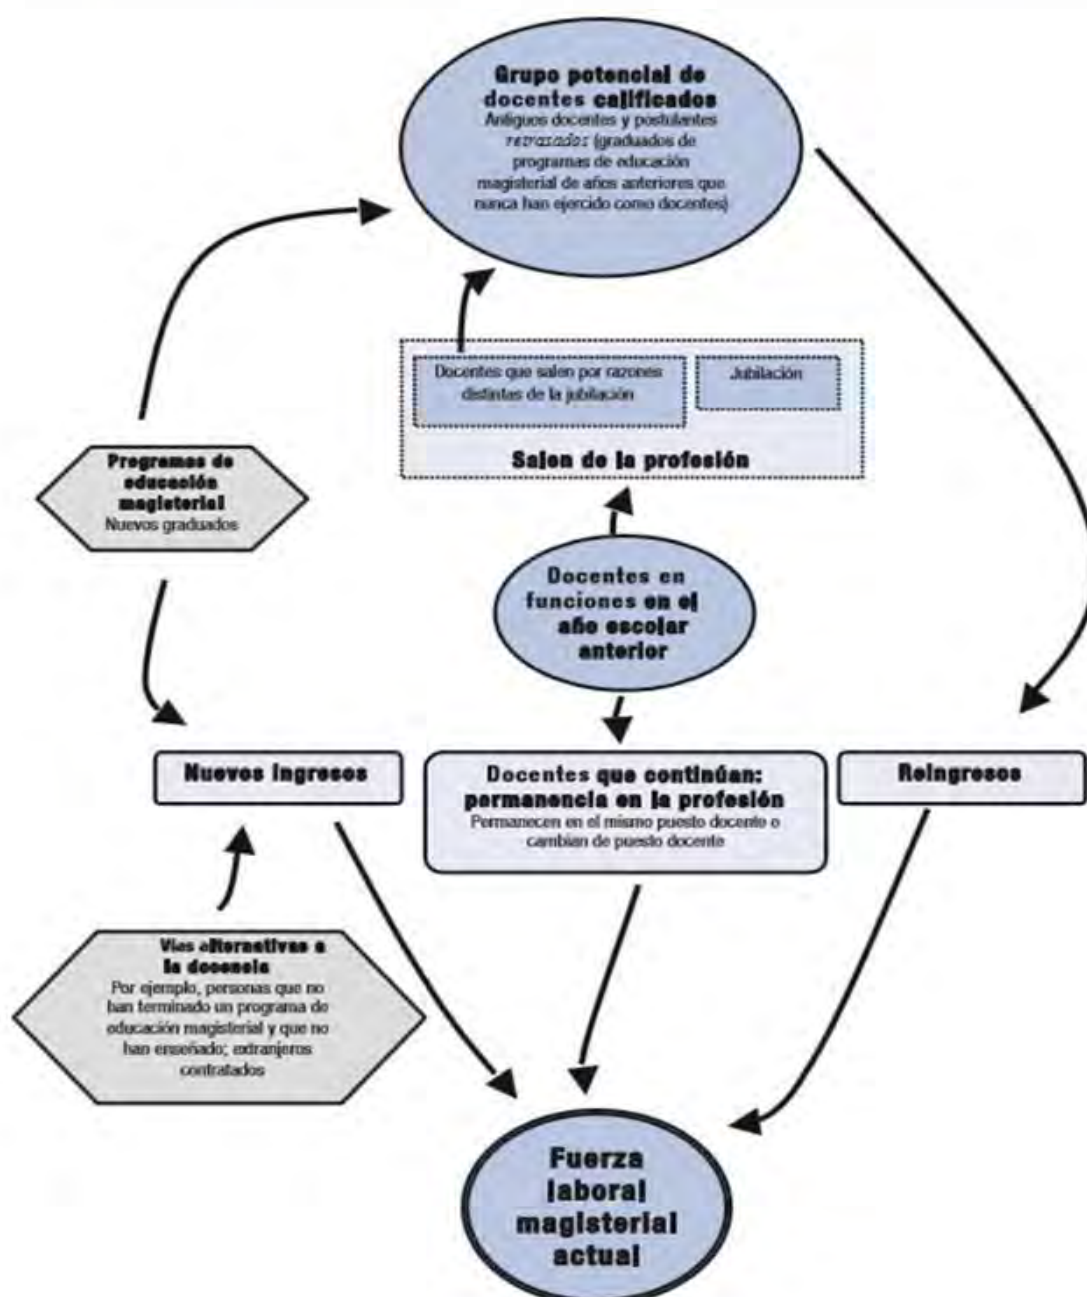 Grupo potencial de
docentes calificados
Antiguos docentes y postulantes
retrasados (graduados de
programas de educación
magisterial de años anteriores que
nunca han ejercido como docentes)
Docentes que salen por razones
distintas de la jubilación
Jubilación
Salen de la profesión
Programas de
educación
magisterial
Nuevos graduados
Docentes en
funciones en el
año escolar
anterior
Nuevos ingresos
Docentes que continúan:
permanencia en la profesión
Permanecen en el mismo puesto docente o
cambian de puesto docente
Reingresos
Vías alternativas a
la docencia
Por ejemplo, personas que no
han terminado un programa de
educación magisterial y que no
han enseñado; extranjeros
contratados
Fuerza
laboral
magisterial
actual